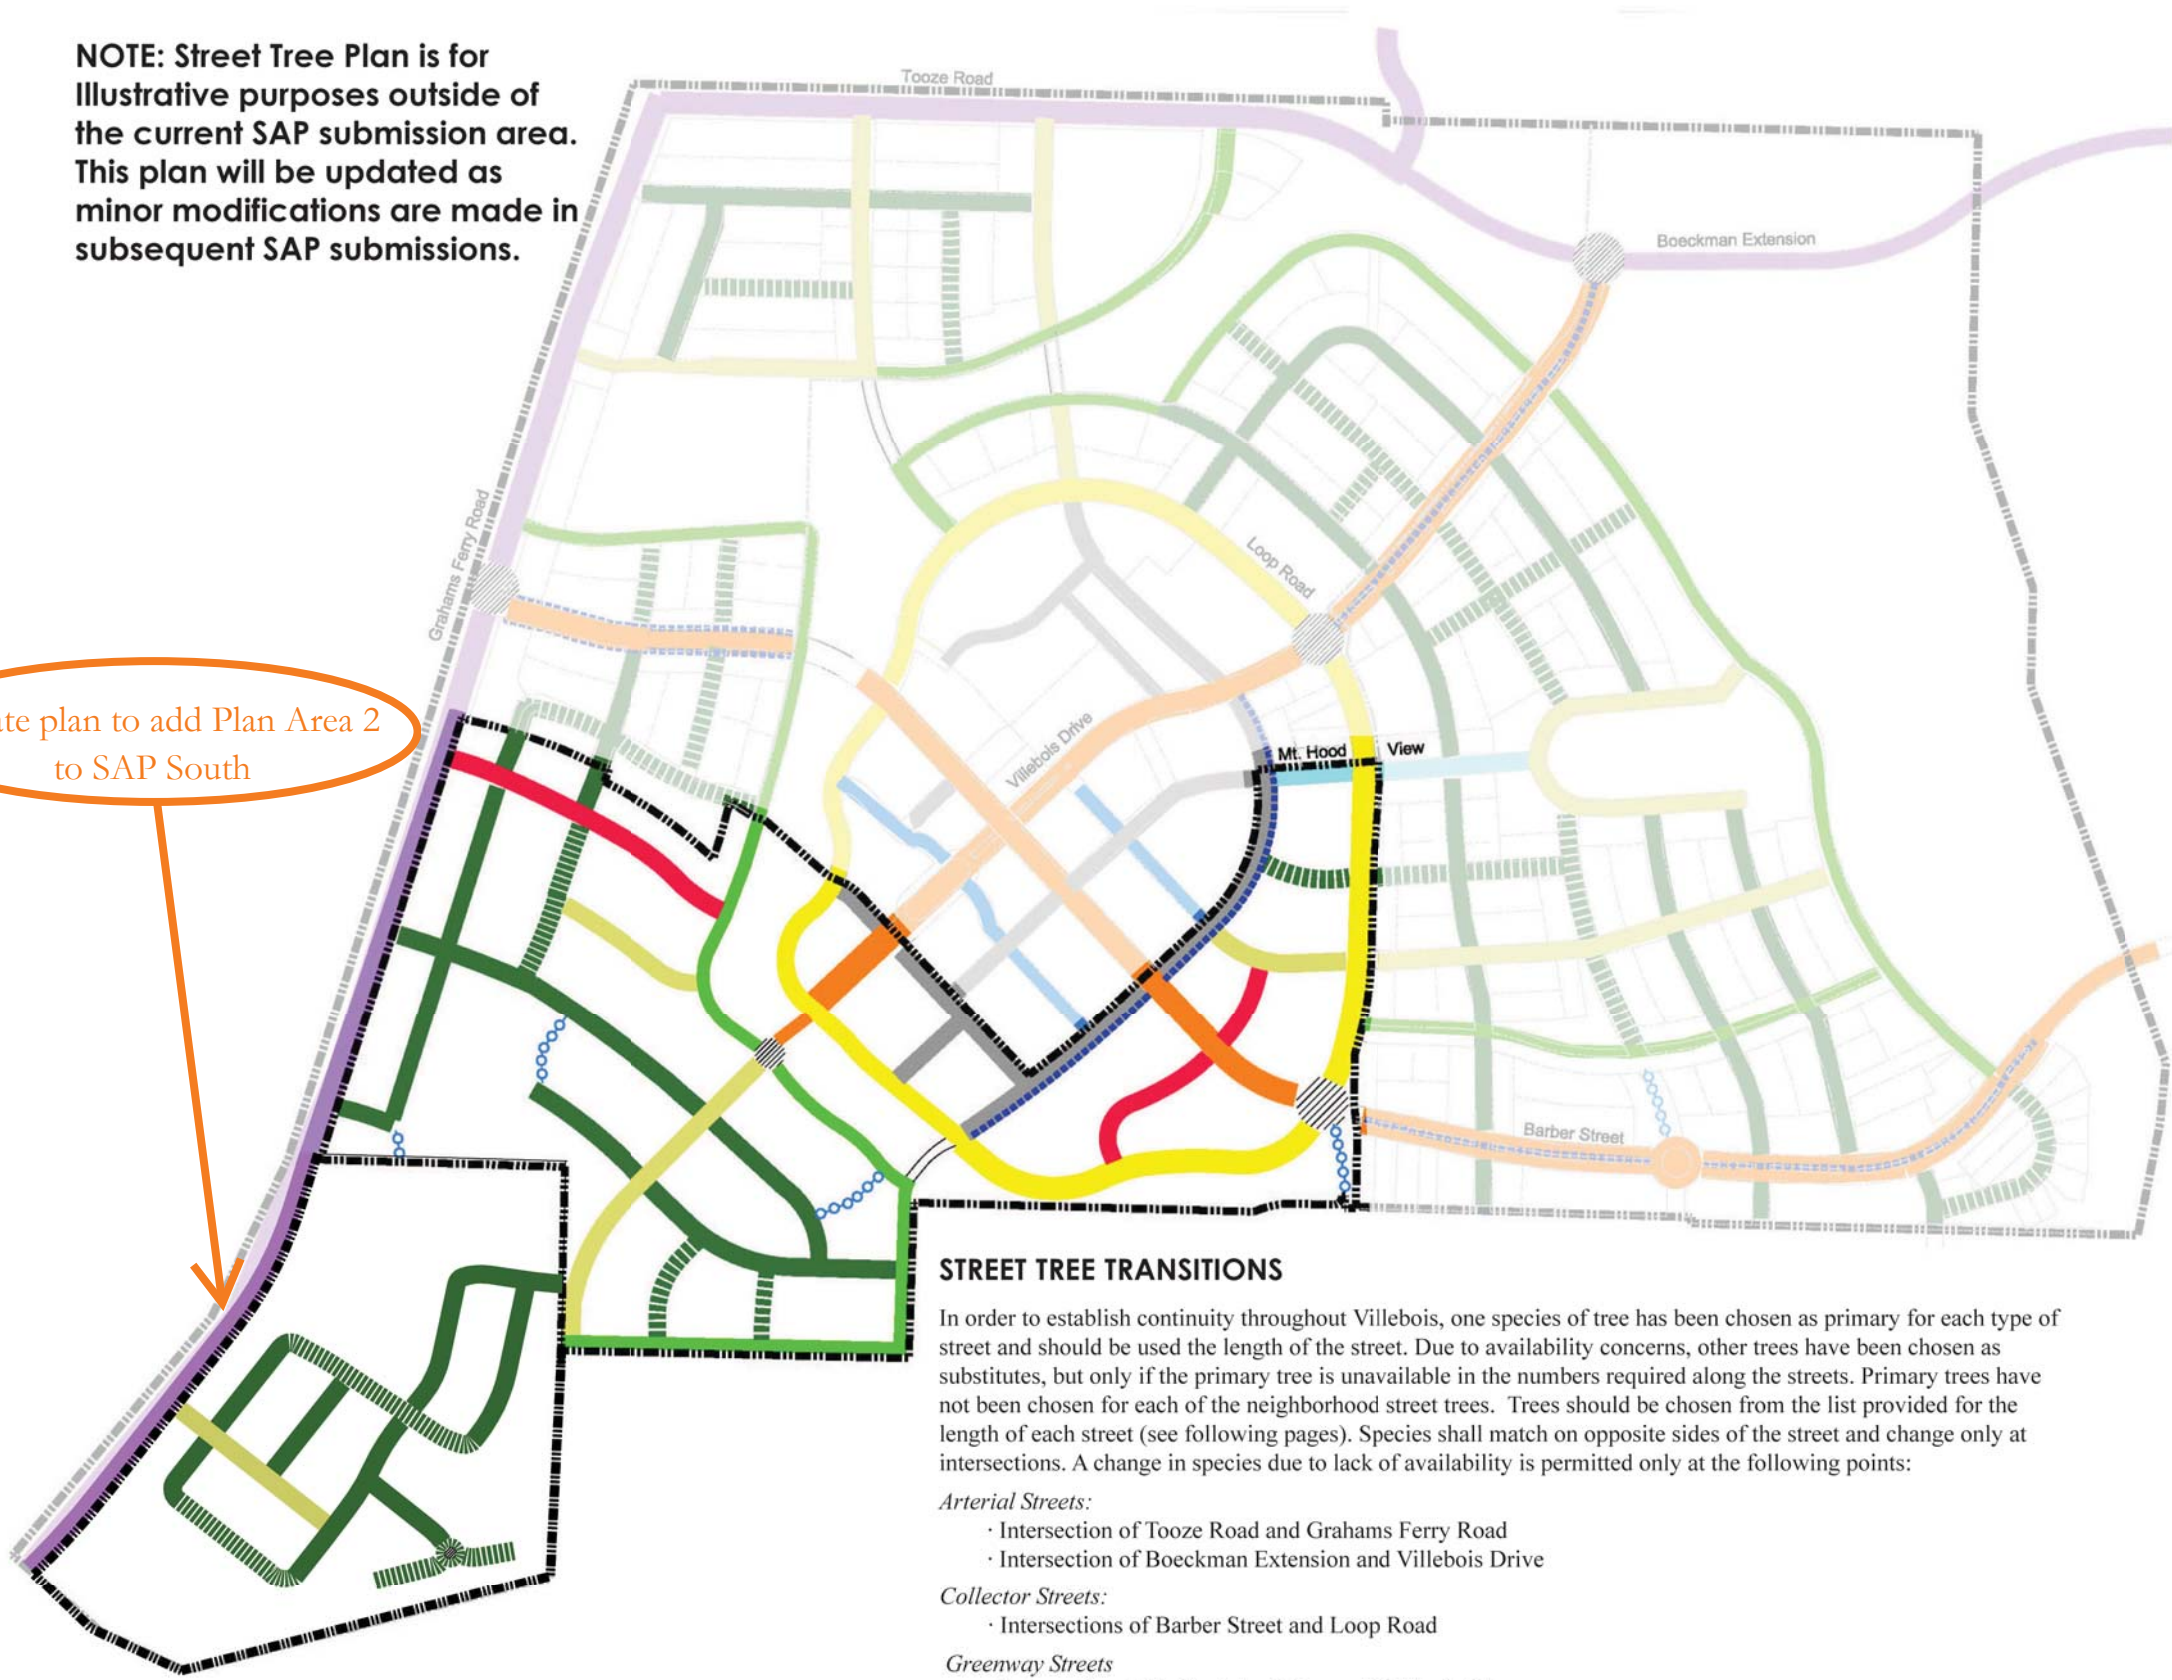 NOTE: Street Tree Plan is for
Illustrative purposes outside of
the current SAP submission area.
This plan will be updated as
minor modifications are made in
subsequent SAP submissions.
Tooze Road
Boeckman Extension
Grahams Ferry Road
Loop Road
plan to add Plan Area 2
to SAP South
Villebois Drive
Mt. Hood View
Barber Street
STREET TREE TRANSITIONS
In order to establish continuity throughout Villebois, one species of tree has been chosen as primary for each type of
street and should be used the length of the street. Due to availability concerns, other trees have been chosen as
substitutes, but only if the primary tree is unavailable in the numbers required along the streets. Primary trees have
not been chosen for each of the neighborhood street trees. Trees should be chosen from the list provided for the
length of each street (see following pages). Species shall match on opposite sides of the street and change only at
intersections. A change in species due to lack of availability is permitted only at the following points:
Arterial Streets:
· Intersection of Tooze Road and Grahams Ferry Road
· Intersection of Boeckman Extension and Villebois Drive
Collector Streets:
· Intersections of Barber Street and Loop Road
Greenway Streets